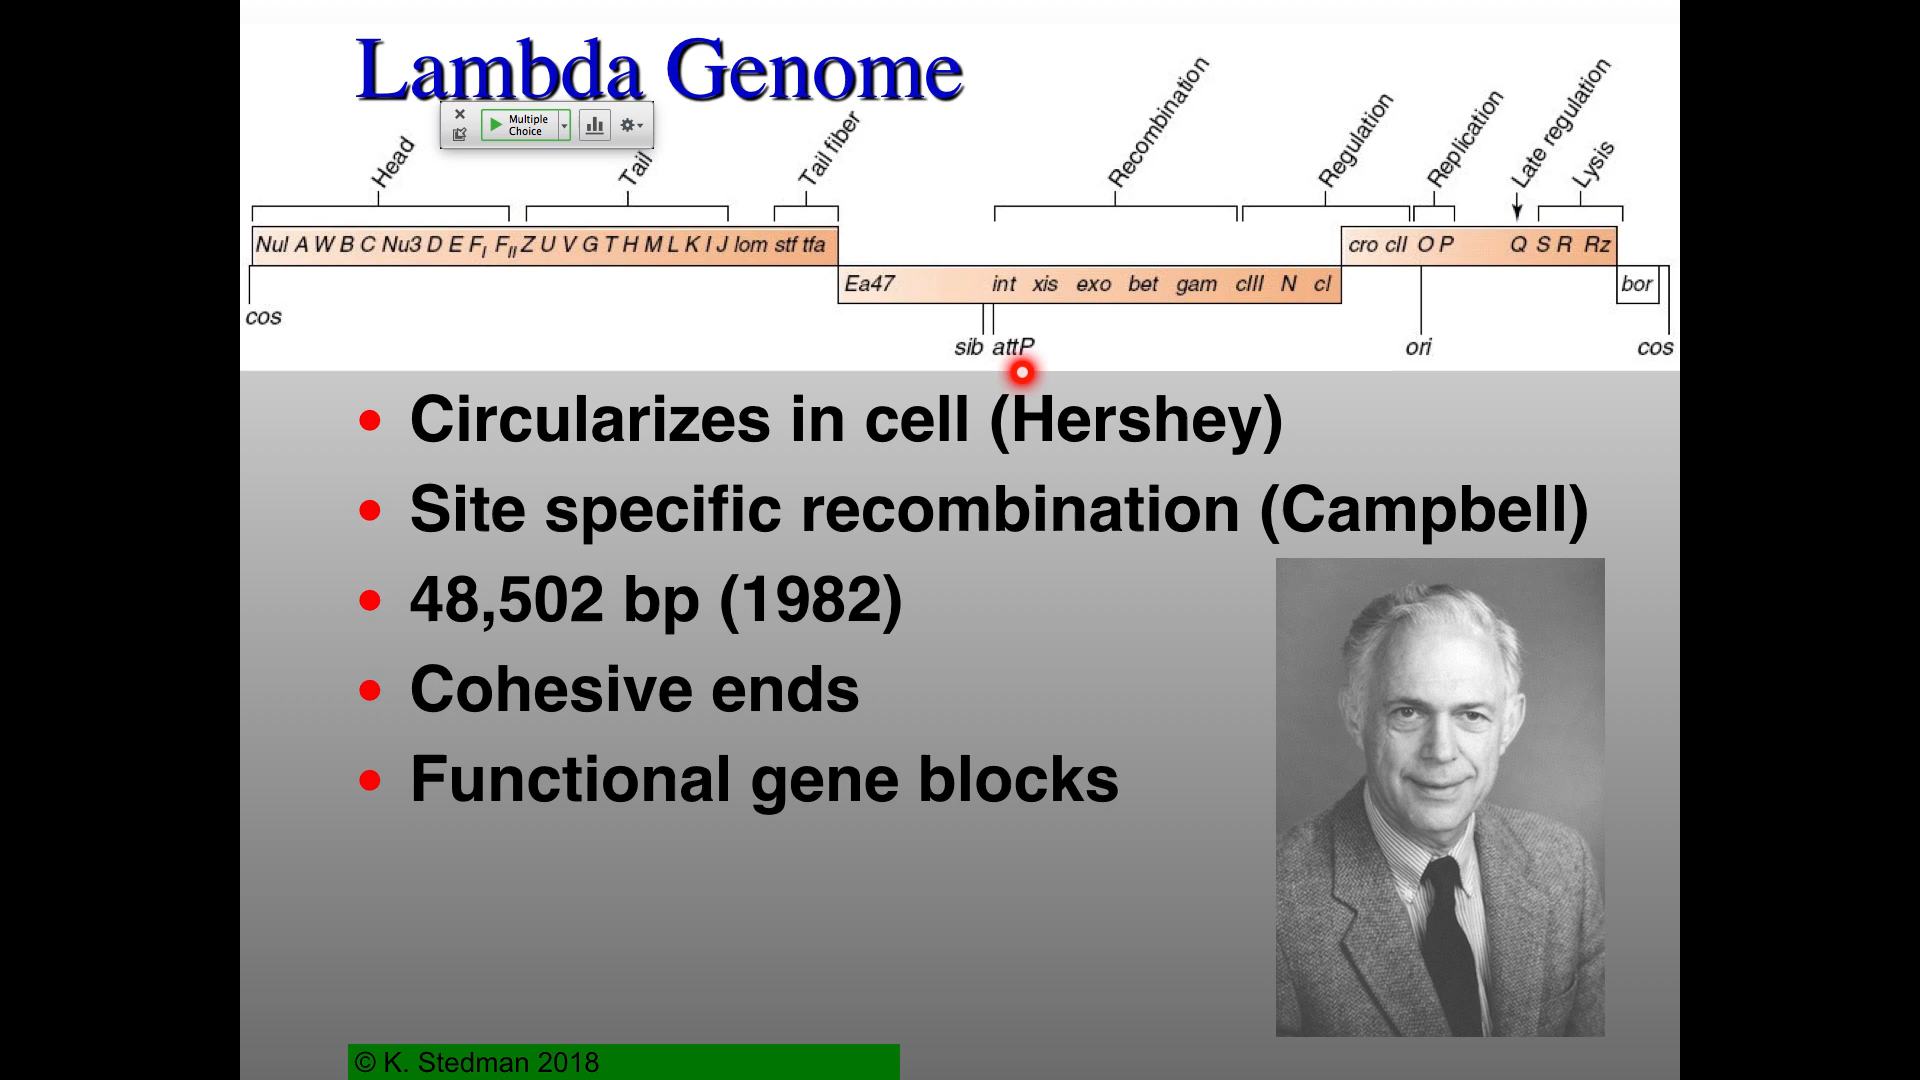 Lambda Genome
Multiple
Choice
Head
Tail
Tail fiber
Recombination
Regulation
Replication
Late regulation
Lysis
Nul A W B C Nu3 D E FI FII Z U V G T H M L K I J lom stf tfa
cro cII O P Q S R Rz
Ea47 int xis exo bet gam cIII N cI
bor
cos
sib attP
ori
cos
• Circularizes in cell (Hershey)
• Site specific recombination (Campbell)
• 48,502 bp (1982)
• Cohesive ends
• Functional gene blocks
© K. Stedman 2018